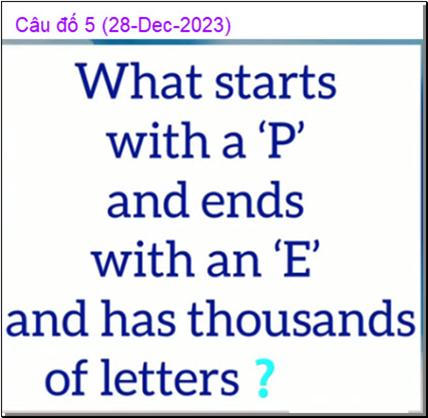 Câu đố 5 (28-Dec-2023)
What starts
with a ‘P’
and ends
with an ‘E’
and has thousands
of letters ?